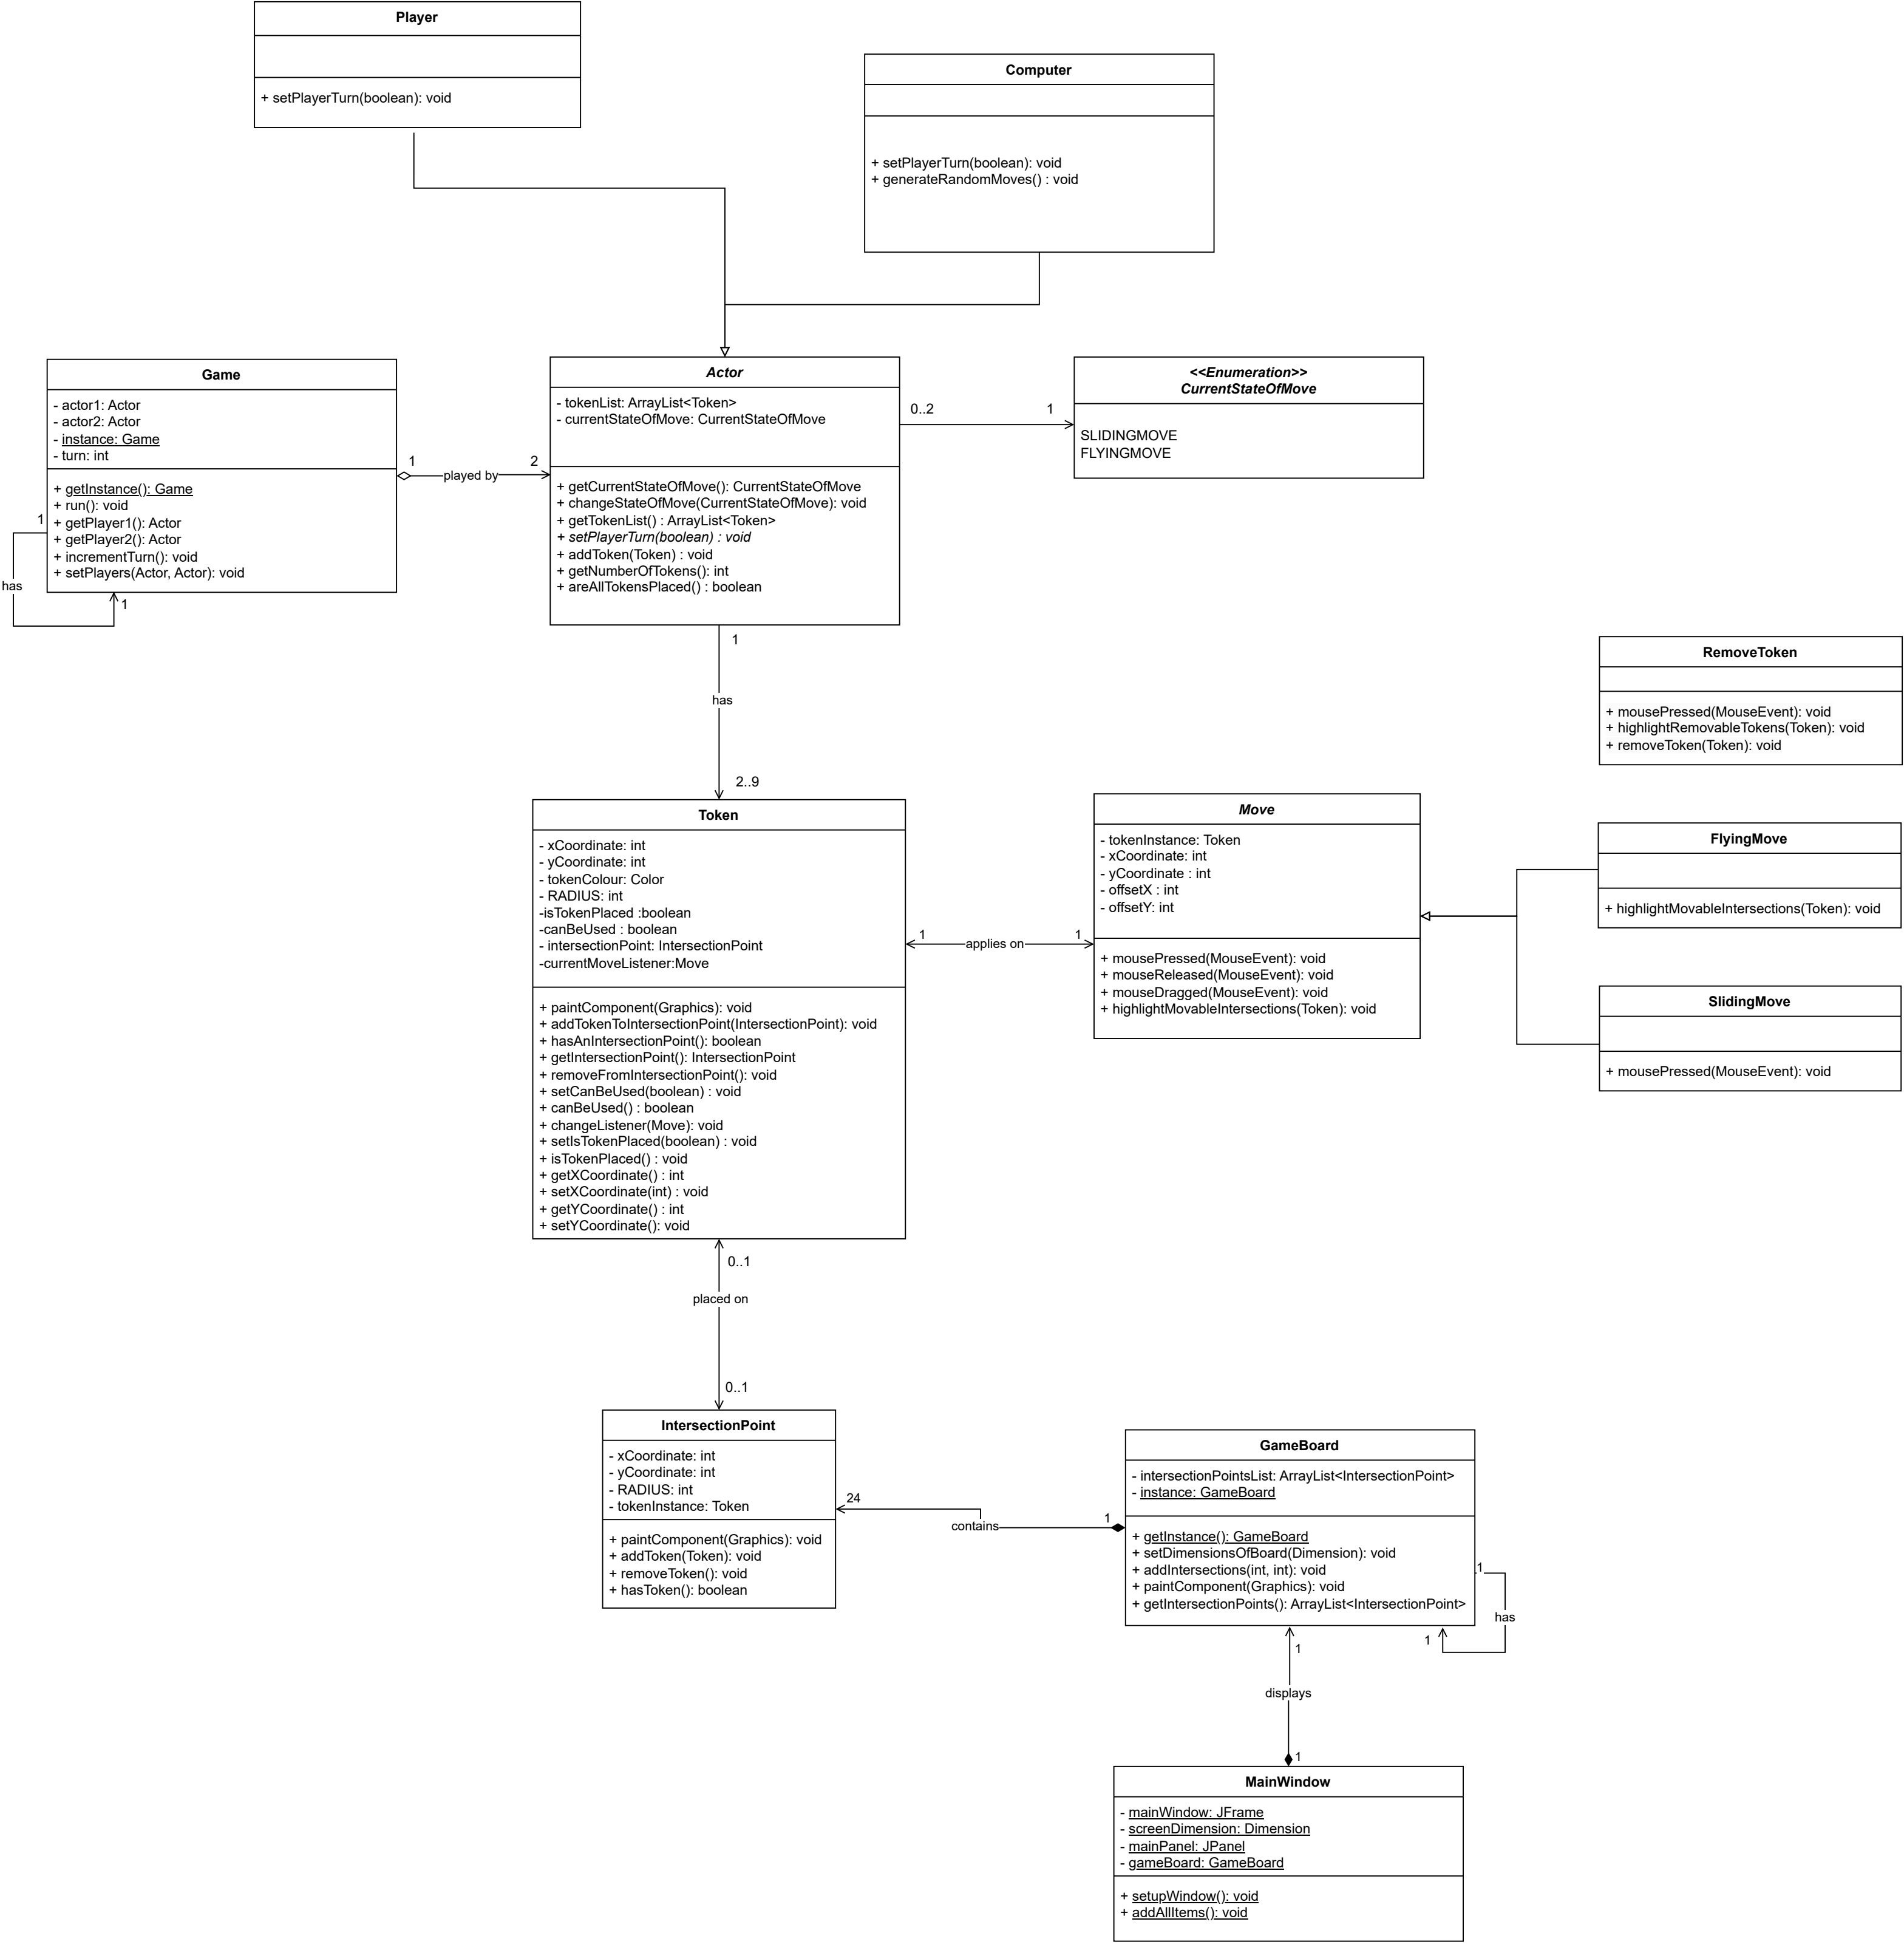 Player
+ setPlayerTurn(boolean): void
Computer
+ setPlayerTurn(boolean): void
+ generateRandomMoves() : void
Game
- actor1: Actor
- actor2: Actor
- instance: Game
- turn: int
+ getInstance(): Game
+ run(): void
+ getPlayer1(): Actor
+ getPlayer2(): Actor
+ incrementTurn(): void
+ setPlayers(Actor, Actor): void
1
has
1
1
played by
2
Actor
- tokenList: ArrayList<Token>
- currentStateOfMove: CurrentStateOfMove
+ getCurrentStateOfMove(): CurrentStateOfMove
+ changeStateOfMove(CurrentStateOfMove): void
+ getTokenList() : ArrayList<Token>
+ setPlayerTurn(boolean) : void
+ addToken(Token) : void
+ getNumberOfTokens(): int
+ areAllTokensPlaced() : boolean
0..2
1
<<Enumeration>>
CurrentStateOfMove
SLIDINGMOVE
FLYINGMOVE
1
has
2..9
RemoveToken
+ mousePressed(MouseEvent): void
+ highlightRemovableTokens(Token): void
+ removeToken(Token): void
Token
- xCoordinate: int
- yCoordinate: int
- tokenColour: Color
- RADIUS: int
-isTokenPlaced :boolean
-canBeUsed : boolean
- intersectionPoint: IntersectionPoint
-currentMoveListener:Move
+ paintComponent(Graphics): void
+ addTokenToIntersectionPoint(IntersectionPoint): void
+ hasAnIntersectionPoint(): boolean
+ getIntersectionPoint(): IntersectionPoint
+ removeFromIntersectionPoint(): void
+ setCanBeUsed(boolean) : void
+ canBeUsed() : boolean
+ changeListener(Move): void
+ setIsTokenPlaced(boolean) : void
+ isTokenPlaced() : void
+ getXCoordinate() : int
+ setXCoordinate(int) : void
+ getYCoordinate() : int
+ setYCoordinate(): void
1
applies on
1
Move
- tokenInstance: Token
- xCoordinate: int
- yCoordinate : int
- offsetX : int
- offsetY: int
+ mousePressed(MouseEvent): void
+ mouseReleased(MouseEvent): void
+ mouseDragged(MouseEvent): void
+ highlightMovableIntersections(Token): void
FlyingMove
+ highlightMovableIntersections(Token): void
SlidingMove
+ mousePressed(MouseEvent): void
0..1
placed on
0..1
IntersectionPoint
- xCoordinate: int
- yCoordinate: int
- RADIUS: int
- tokenInstance: Token
+ paintComponent(Graphics): void
+ addToken(Token): void
+ removeToken(): void
+ hasToken(): boolean
24
contains
1
GameBoard
- intersectionPointsList: ArrayList<IntersectionPoint>
- instance: GameBoard
+ getInstance(): GameBoard
+ setDimensionsOfBoard(Dimension): void
+ addIntersections(int, int): void
+ paintComponent(Graphics): void
+ getIntersectionPoints(): ArrayList<IntersectionPoint>
1
has
1
1
displays
1
MainWindow
- mainWindow: JFrame
- screenDimension: Dimension
- mainPanel: JPanel
- gameBoard: GameBoard
+ setupWindow(): void
+ addAllItems(): void